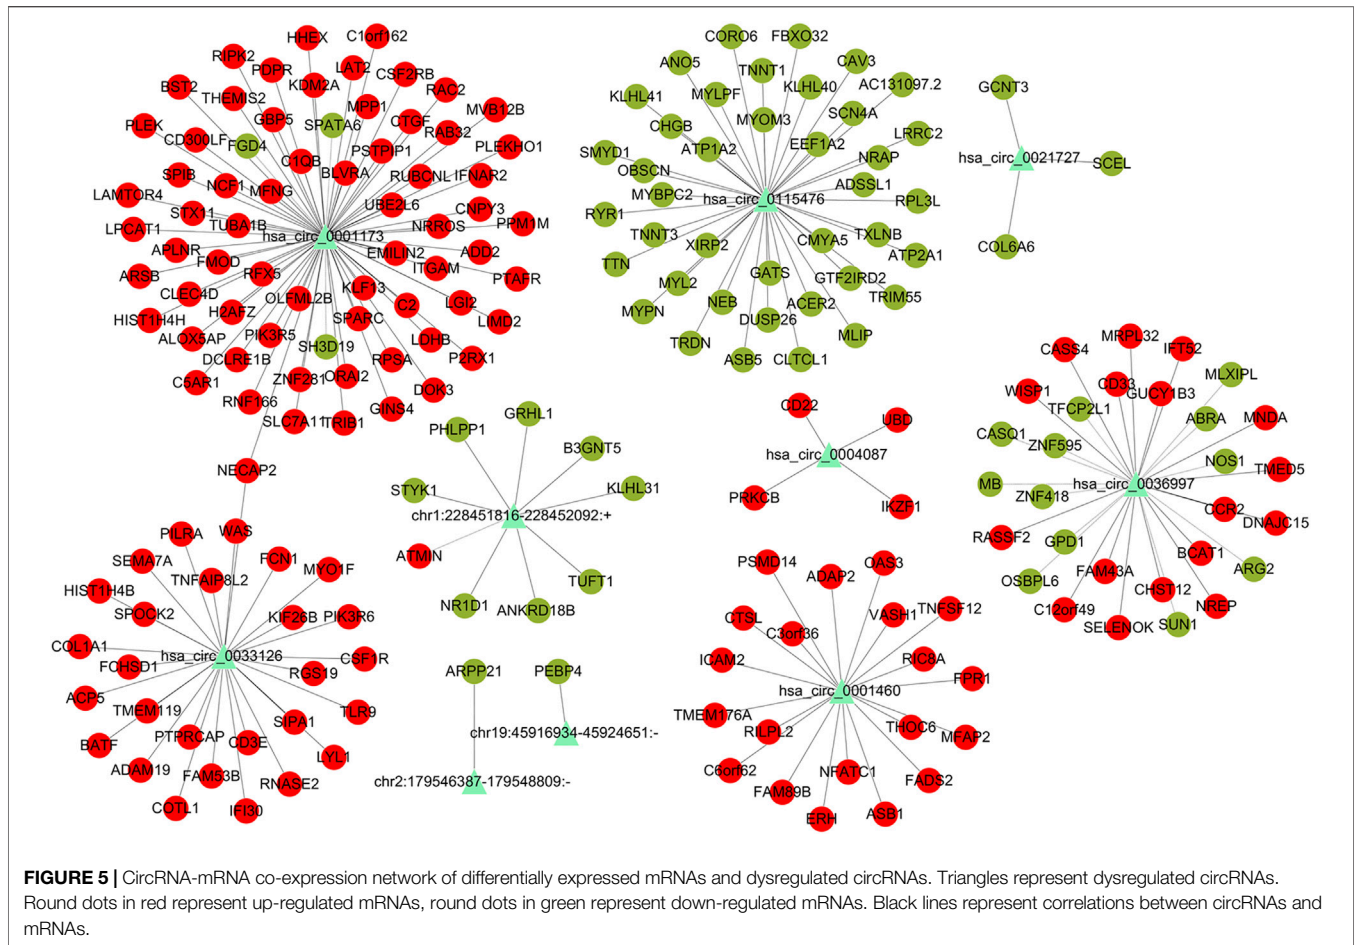 HHEX
C1orf162
RIPK2
PDPR
LAT2
KDM2A
CSF2RB
BST2
THEMIS2
MPP1
RAC2
GBP5
SPATA6
CTGF
MVB12B
PLEK
CD300LF
FGD4
RAB32
PSTPIP1
PLEKHO1
C1QB
BLVRA
SPIB
NCF1
MFNG
RUBCNL
IFNAR2
LAMTOR4
STX11
UBE2L6
CNPY3
LPCAT1
TUBA1B
NRROS
PPM1M
hsa_circ_0001173
APLNR
FMOD
EMILIN2
ADD2
ITGAM
ARSB
RFX5
PTAFR
CLEC4D
OLFML2B
KLF13
C2
LGI2
HIST1H4H
H2AFZ
SPARC
LIMD2
ALOX5AP
PIK3R5
SH3D19
LDHB
DCLRE1B
RPSA
P2RX1
C5AR1
ZNF281
ORAI2
DOK3
RNF166
GINS4
SLC7A11
TRIB1
NECAP2
CORO6
FBXO32
ANO5
TNNT1
CAV3
KLHL41
MYLPF
KLHL40
AC131097.2
SCN4A
CHGB
MYOM3
LRRC2
SMYD1
ATP1A2
EEF1A2
NRAP
OBSCN
ADSSL1
MYBPC2
hsa_circ_0115476
RPL3L
RYR1
TNNT3
XIRP2
CMYA5
TXLNB
ATP2A1
TTN
MYL2
GATS
GTF2IRD2
NEB
ACER2
TRIM55
MYPN
DUSP26
TRDN
MLIP
ASB5
CLTCL1
GCNT3
hsa_circ_0021727
SCEL
COL6A6
PILRA
WAS
SEMA7A
FCN1
TNFAIP8L2
MYO1F
HIST1H4B
SPOCK2
KIF26B
PIK3R6
COL1A1
hsa_circ_0033126
FCHSD1
CSF1R
RGS19
ACP5
TMEM119
SIPA1
TLR9
BATF
PTPRCAP
CD3E
LYL1
ADAM19
FAM53B
RNASE2
COTL1
IFI30
GRHL1
PHLPP1
B3GNT5
STYK1
KLHL31
chr1:228451816-228452092:+
ATMIN
TUFT1
NR1D1
ANKRD18B
ARPP21
PEBP4
chr19:45916934-45924651:-
chr2:179546387-179548809:-
CD22
UBD
hsa_circ_0004087
PRKCB
IKZF1
PSMD14
OAS3
ADAP2
CTSL
VASH1
TNFSF12
C3orf36
ICAM2
RIC8A
FPR1
hsa_circ_0001460
TMEM176A
RILPL2
THOC6
MFAP2
C6orf62
NFATC1
FADS2
FAM89B
ERH
ASB1
MRPL32
CASS4
IFT52
WISP1
CD33
GUCY1B3
MLXIPL
TFCP2L1
ABRA
MNDA
CASQ1
ZNF595
NOS1
TMED5
MB
hsa_circ_0036997
ZNF418
CCR2
DNAJC15
RASSF2
GPD1
BCAT1
OSBPL6
FAM43A
ARG2
CHST12
C12orf49
NREP
SELENOK
SUN1
FIGURE 5 | CircRNA-mRNA co-expression network of differentially expressed mRNAs and dysregulated circRNAs. Triangles represent dysregulated circRNAs.
Round dots in red represent up-regulated mRNAs, round dots in green represent down-regulated mRNAs. Black lines represent correlations between circRNAs and
mRNAs.